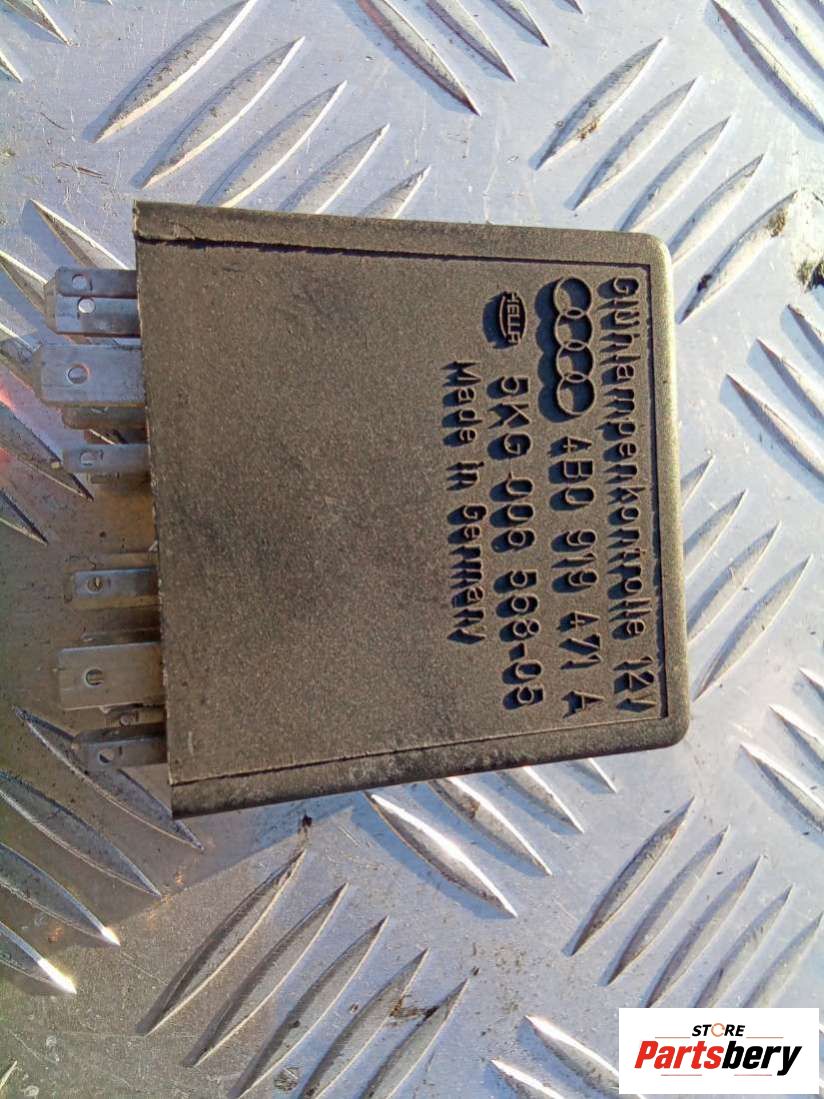 Glühlampenkontrolle 12V
4B0 919 471 A
HELLA 5KG 006 568-05
Made in Germany
STORE
Partsbery